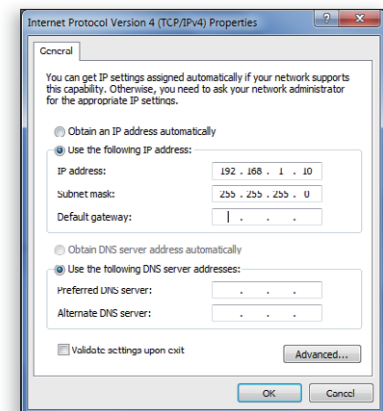 Internet Protocol Version 4 (TCP/IPv4) Properties
General
You can get IP settings assigned automatically if your network supports
this capability. Otherwise, you need to ask your network administrator
for the appropriate IP settings.
Obtain an IP address automatically
Use the following IP address:
IP address: 192 . 168 . 1 . 10
Subnet mask: 255 . 255 . 255 . 0
Default gateway: . . .
Obtain DNS server address automatically
Use the following DNS server addresses:
Preferred DNS server: . . .
Alternate DNS server: . . .
Validate settings upon exit
Advanced...
OK Cancel